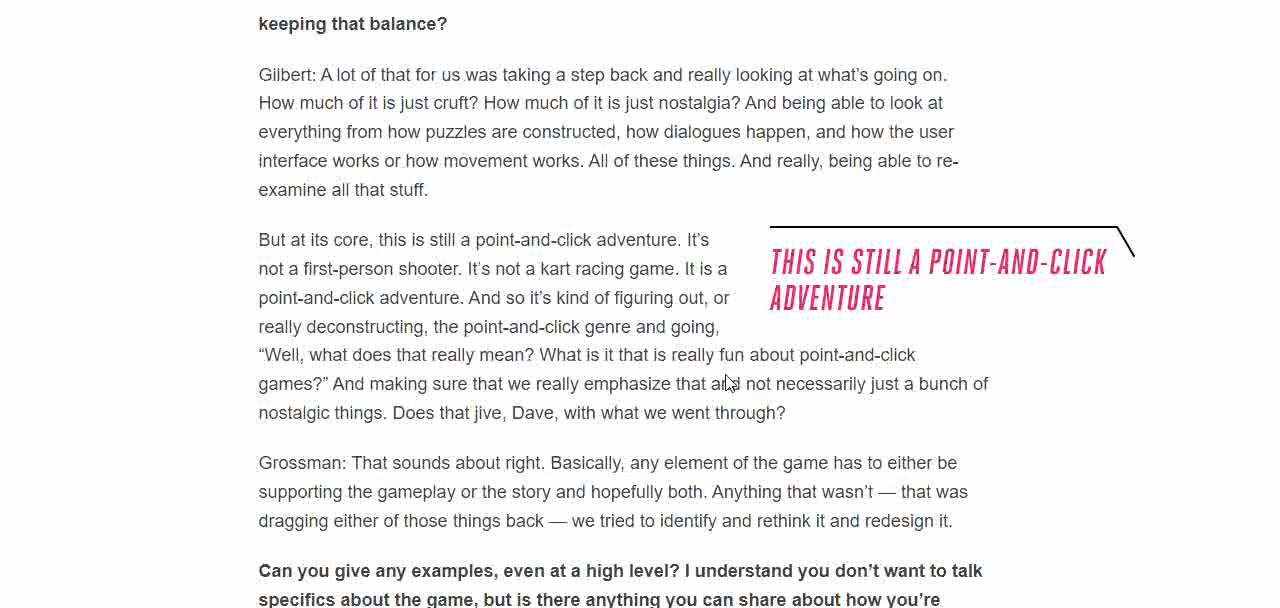 keeping that balance?
Gilbert: A lot of that for us was taking a step back and really looking at what’s going on.
How much of it is just cruft? How much of it is just nostalgia? And being able to look at
everything from how puzzles are constructed, how dialogues happen, and how the user
interface works or how movement works. All of these things. And really, being able to re-
examine all that stuff.
But at its core, this is still a point-and-click adventure. It’s
not a first-person shooter. It’s not a kart racing game. It is a
point-and-click adventure. And so it’s kind of figuring out, or
really deconstructing, the point-and-click genre and going,
“Well, what does that really mean? What is it that is really fun about point-and-click
games?” And making sure that we really emphasize that and not necessarily just a bunch of
nostalgic things. Does that jive, Dave, with what we went through?
THIS IS STILL A POINT-AND-CLICK
ADVENTURE
Grossman: That sounds about right. Basically, any element of the game has to either be
supporting the gameplay or the story and hopefully both. Anything that wasn’t — that was
dragging either of those things back — we tried to identify and rethink it and redesign it.
Can you give any examples, even at a high level? I understand you don’t want to talk
specifics about the game, but is there anything you can share about how you’re